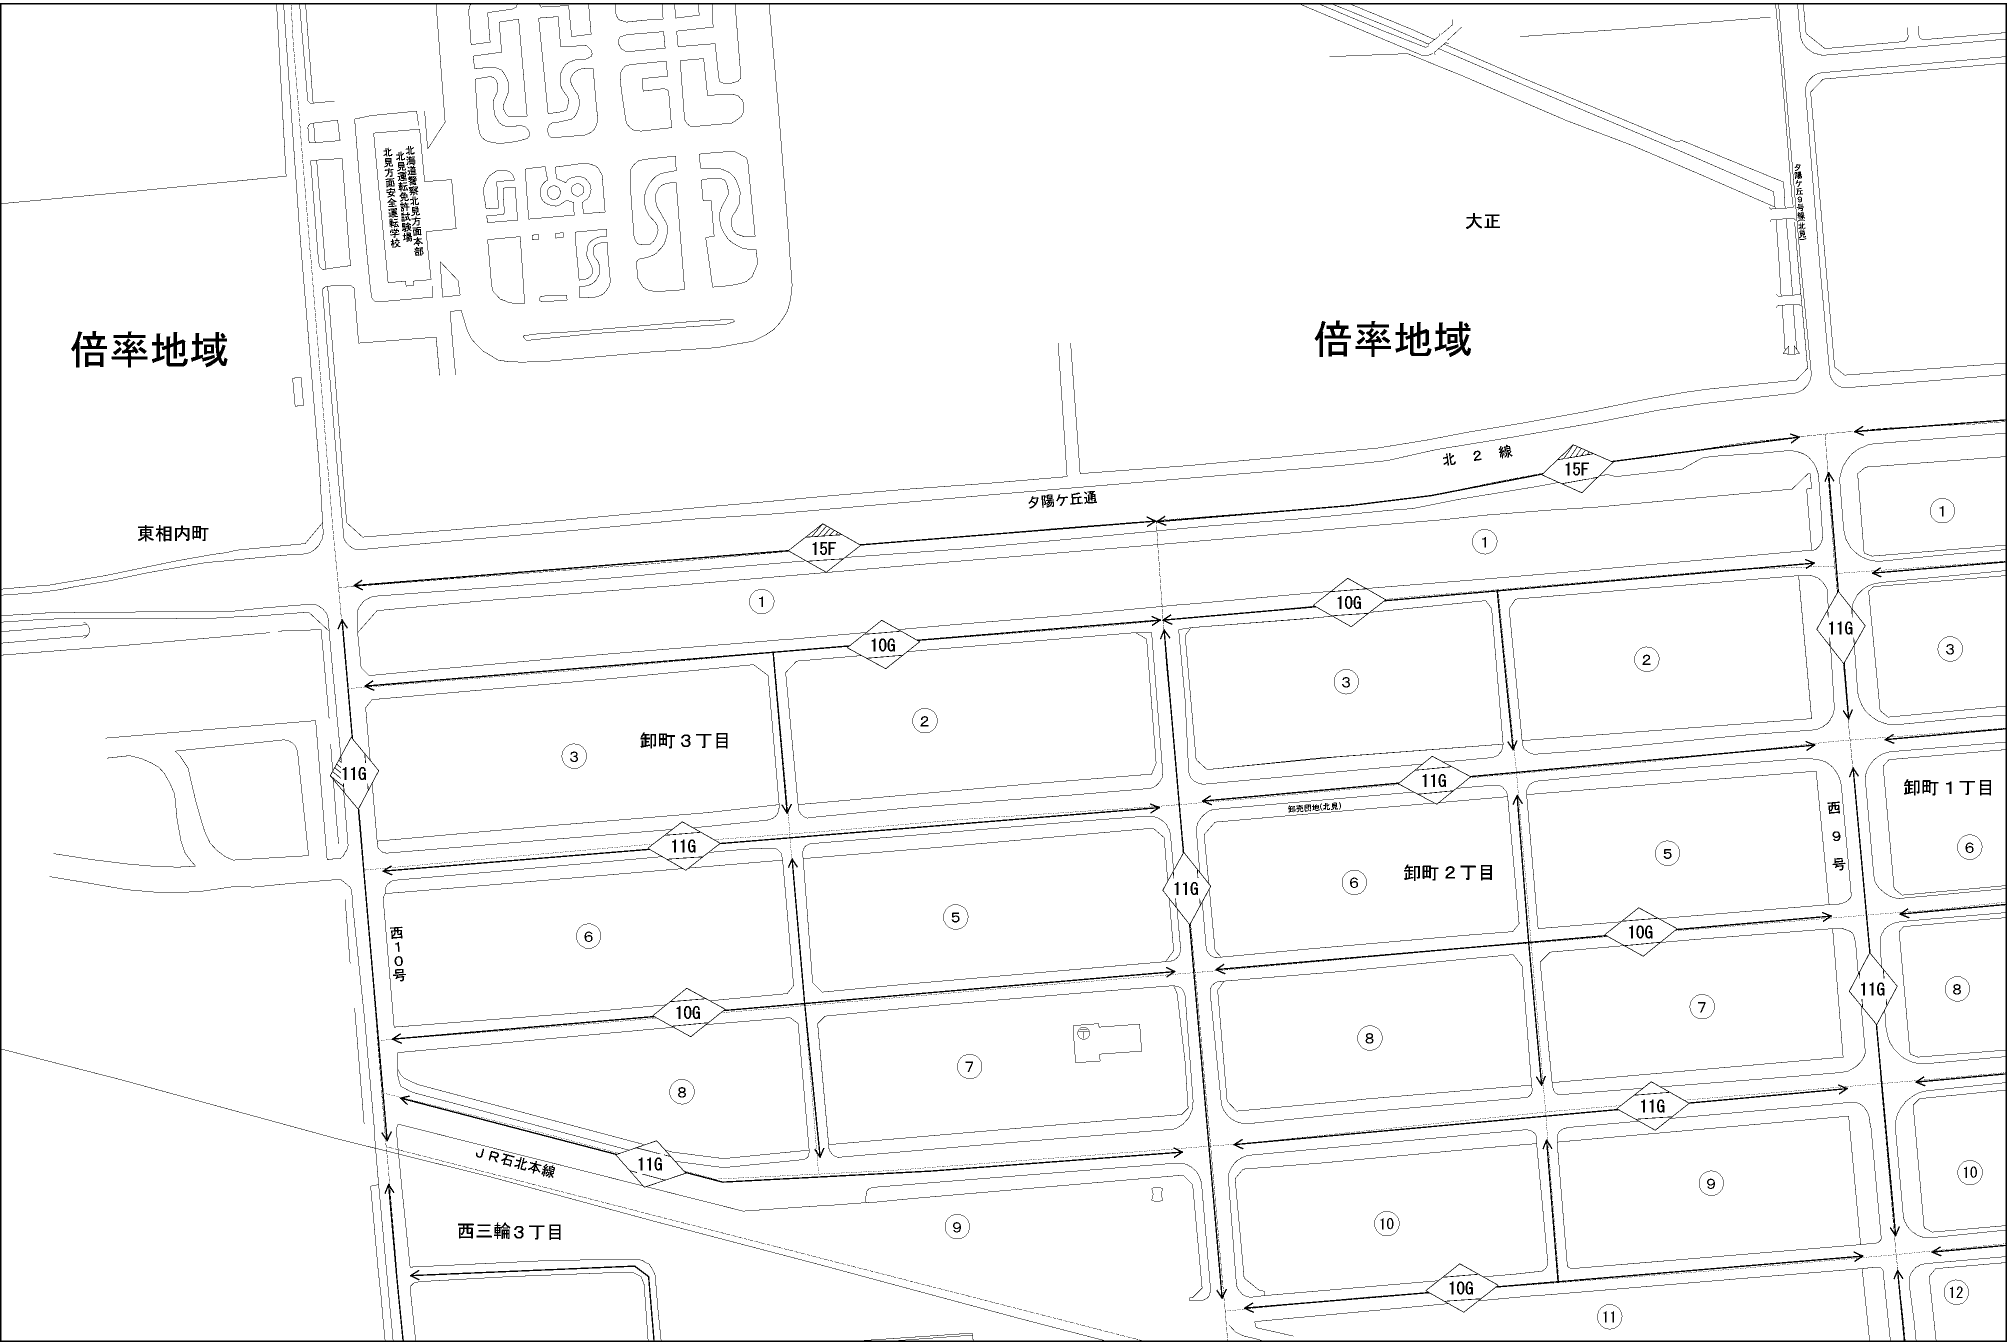 北海道警察北見方面本部
北見運転免許試験場
北見方面安全運転学校
夕陽ケ丘9号線(北見)
大正
倍率地域
倍率地域
北2線
15F
夕陽ケ丘通
東相内町
15F
①
①
①
10G
10G
11G
③
②
③
②
卸町3丁目
③
11G
11G
卸売団地(北見)
卸町1丁目
西9号
11G
⑤
⑥
卸町2丁目
⑥
11G
⑤
⑥
西10号
10G
10G
11G
⑧
⑦
⑧
⑦
〒
⑧
11G
11G
JR石北本線
⑩
⑨
⑩
⑨
西三輪3丁目
10G
⑫
⑪